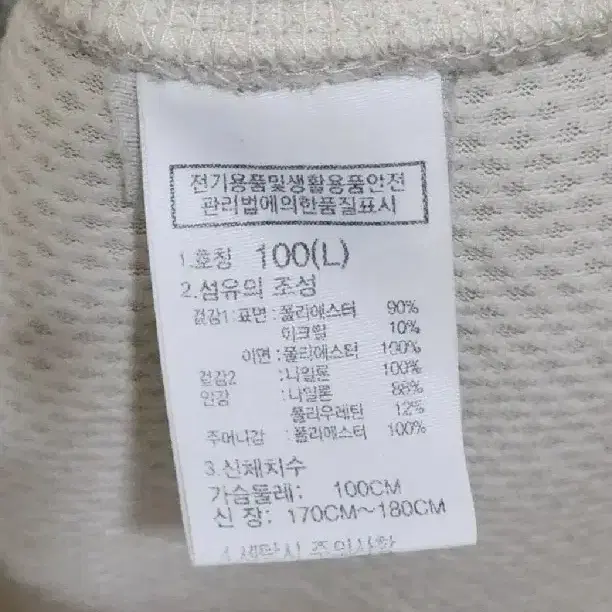 전기용품및생활용품안전
관리법에의한품질표시
1.호칭 100(L)
2.섬유의 조성
겉감1:표면:폴리에스터 90%
아크릴 10%
이면:폴리에스터 100%
겉감2 :나일론 100%
안감 :나일론 88%
폴리우레탄 12%
주머니감 :폴리에스터 100%
3.신체치수
가슴둘레: 100CM
신 장: 170CM~180CM
4.세탁시 주의사항